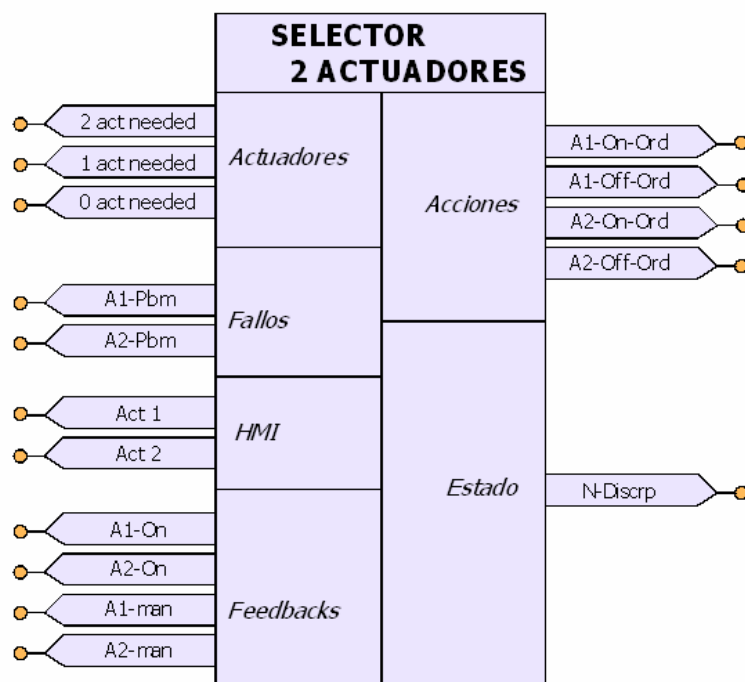 SELECTOR
2 ACTUADORES
2 act needed
1 act needed
0 act needed
Actuadores
A1-Pbm
A2-Pbm
Fallos
Act 1
Act 2
HMI
A1-On
A2-On
A1-man
A2-man
Feedbacks
Acciones
A1-On-Ord
A1-Off-Ord
A2-On-Ord
A2-Off-Ord
Estado
N-Discrp